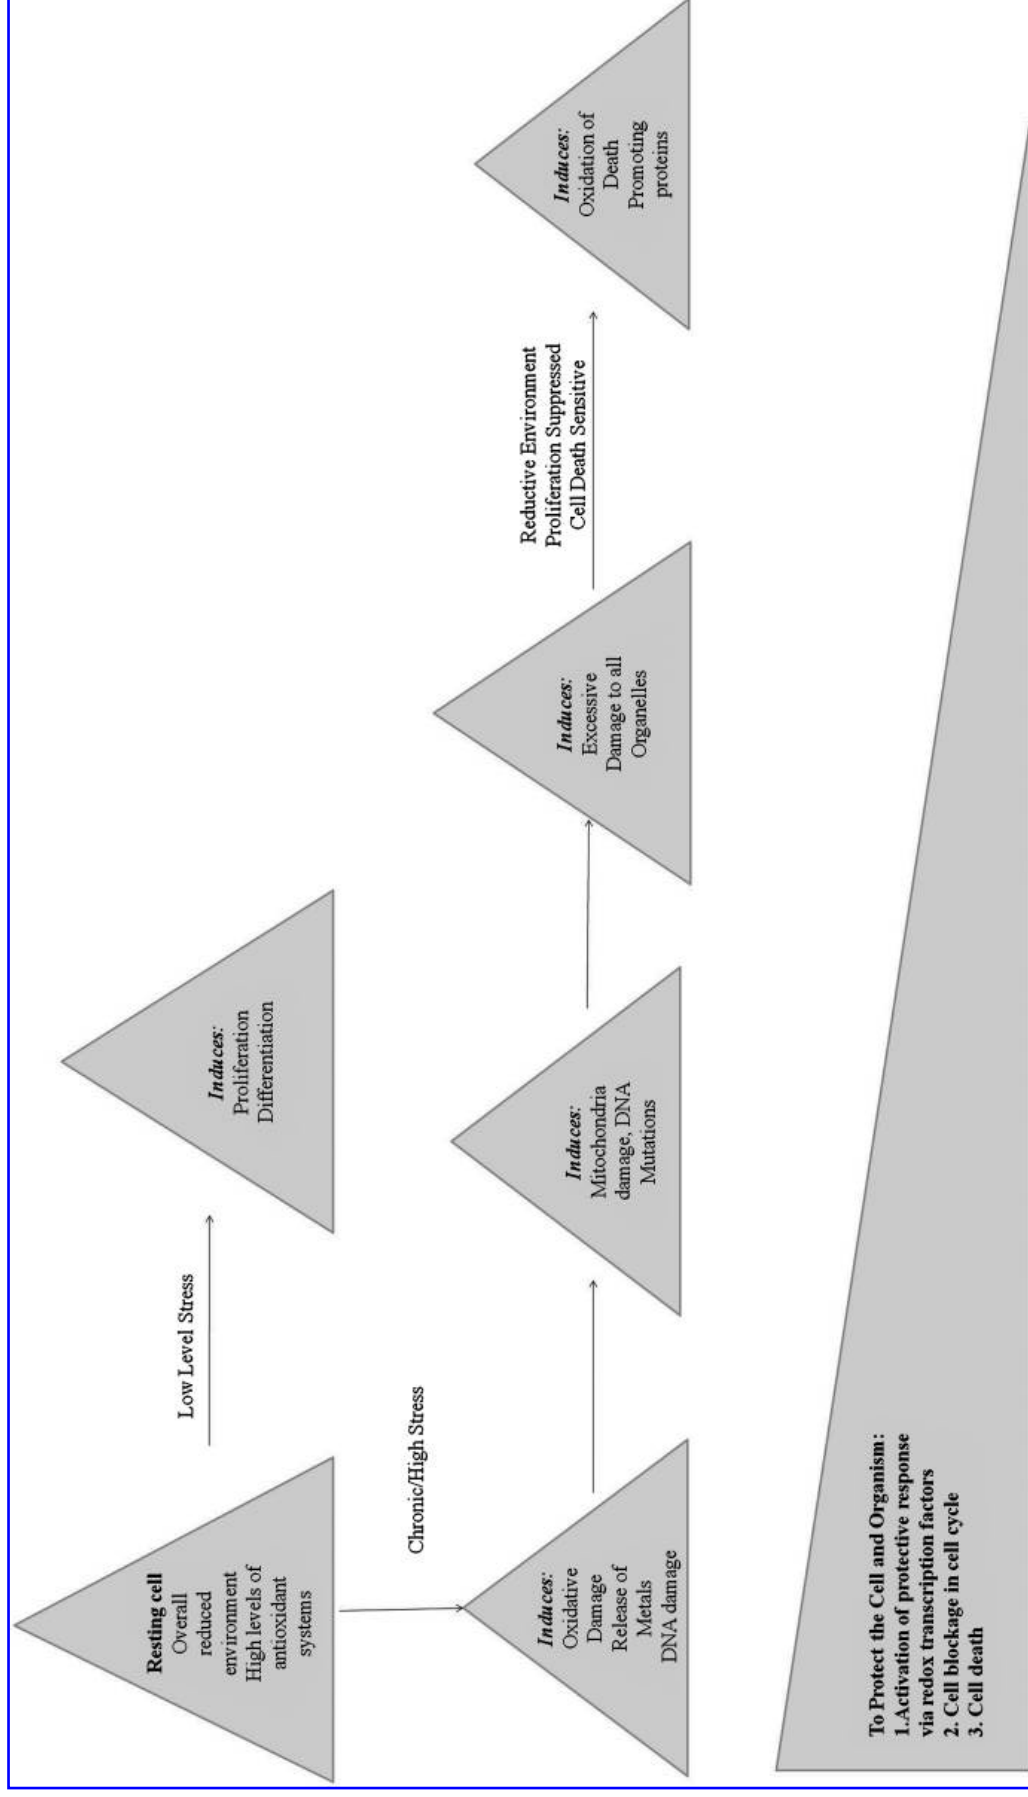 Resting cell
Overall
reduced
environment
High levels of
antioxidant
systems
Low Level Stress
Induces:
Proliferation
Differentiation
Chronic/High Stress
Induces:
Oxidative
Damage
Release of
Metals
DNA damage
Induces:
Mitochondria
damage, DNA
Mutations
Induces:
Excessive
Damage to all
Organelles
Reductive Environment
Proliferation Suppressed
Cell Death Sensitive
Induces:
Oxidation of
Death
Promoting
proteins
To Protect the Cell and Organism:
1.Activation of protective response
via redox transcription factors
2. Cell blockage in cell cycle
3. Cell death